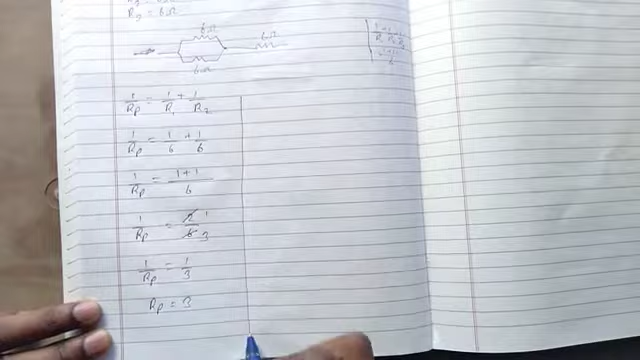 R₃ = 6Ω
6Ω
6Ω
6Ω
1/Rp = 1/R₁ + 1/R₂
1/Rp = 1/6 + 1/6
1/Rp = 1+1/6
1/Rp = 2/6 1/3
1/Rp = 1/3
Rp = 3